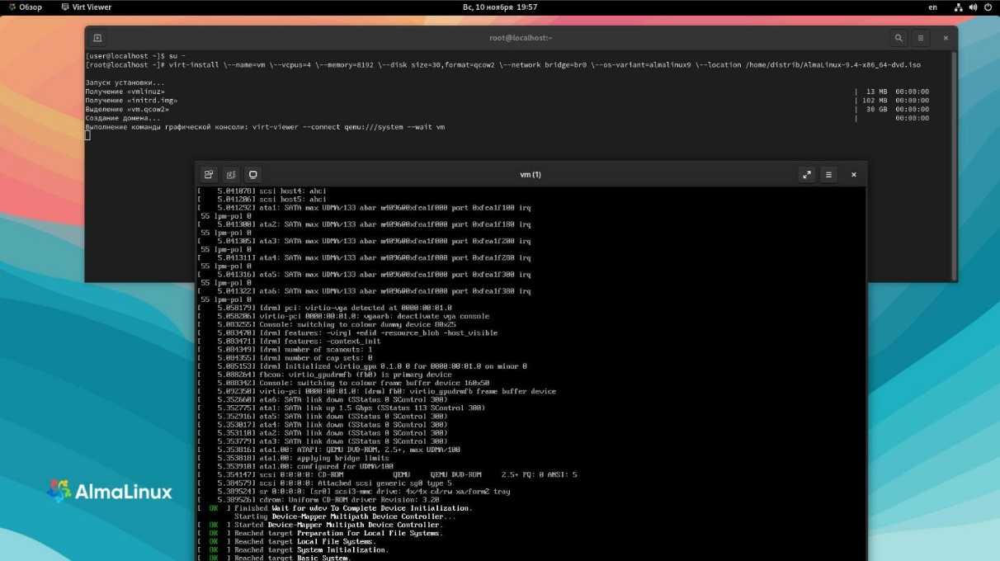 Обзор Virt Viewer Вс, 10 ноября 19:57 en
root@localhost:~
[user@localhost ~]$ su -
[root@localhost ~]# virt-install \--name=vm \--vcpus=4 \--memory=8192 \--disk size=30,format=qcow2 \--network bridge=br0 \--os-variant=almalinux9 \--location /home/distrib/AlmaLinux-9.4-x86_64-dvd.iso
Запуск установки...
Получение «vmlinuz» | 13 MB 00:00:00
Получение «initrd.img» | 102 MB 00:00:00
Выделение «vm.qcow2» | 30 GB 00:00:00
Создание домена... | 00:00:00
Выполнение команды графической консоли: virt-viewer --connect qemu:///system --wait vm
vm (1)
[ 5.041078] scsi host4: ahci
[ 5.041206] scsi host5: ahci
[ 5.041292] ata1: SATA max UDMA/133 abar m4096@0xfea1f000 port 0xfea1f100 irq
55 lpm-pol 0
[ 5.041300] ata2: SATA max UDMA/133 abar m4096@0xfea1f000 port 0xfea1f180 irq
55 lpm-pol 0
[ 5.041305] ata3: SATA max UDMA/133 abar m4096@0xfea1f000 port 0xfea1f200 irq
55 lpm-pol 0
[ 5.041311] ata4: SATA max UDMA/133 abar m4096@0xfea1f000 port 0xfea1f280 irq
55 lpm-pol 0
[ 5.041316] ata5: SATA max UDMA/133 abar m4096@0xfea1f000 port 0xfea1f300 irq
55 lpm-pol 0
[ 5.041322] ata6: SATA max UDMA/133 abar m4096@0xfea1f000 port 0xfea1f380 irq
55 lpm-pol 0
[ 5.058179] [drm] pci: virtio-vga detected at 0000:00:01.0
[ 5.058206] virtio-pci 0000:00:01.0: vgaarb: deactivate vga console
[ 5.083255] Console: switching to colour dummy device 80x25
[ 5.083470] [drm] features: -virgl +edid -resource_blob -host_visible
[ 5.083471] [drm] features: -context_init
[ 5.084349] [drm] number of scanouts: 1
[ 5.084355] [drm] number of cap sets: 0
[ 5.085153] [drm] Initialized virtio_gpu 0.1.0 0 for 0000:00:01.0 on minor 0
[ 5.088264] fbcon: virtio_gpudrmfb (fb0) is primary device
[ 5.088342] Console: switching to colour frame buffer device 160x50
[ 5.092350] virtio-pci 0000:00:01.0: [drm] fb0: virtio_gpudrmfb frame buffer device
[ 5.352660] ata6: SATA link down (SStatus 0 SControl 300)
[ 5.352775] ata1: SATA link up 1.5 Gbps (SStatus 113 SControl 300)
[ 5.352916] ata5: SATA link down (SStatus 0 SControl 300)
[ 5.353017] ata4: SATA link down (SStatus 0 SControl 300)
[ 5.353110] ata2: SATA link down (SStatus 0 SControl 300)
[ 5.353779] ata3: SATA link down (SStatus 0 SControl 300)
[ 5.353816] ata1.00: ATAPI: QEMU DVD-ROM, 2.5+, max UDMA/100
[ 5.353818] ata1.00: applying bridge limits
[ 5.353910] ata1.00: configured for UDMA/100
[ 5.354147] scsi 0:0:0:0: CD-ROM QEMU QEMU DVD-ROM 2.5+ PQ: 0 ANSI: 5
[ 5.384579] scsi 0:0:0:0: Attached scsi generic sg0 type 5
[ 5.389524] sr 0:0:0:0: [sr0] scsi3-mmc drive: 4x/4x cd/rw xa/form2 tray
[ 5.389526] cdrom: Uniform CD-ROM driver Revision: 3.20
[ OK ] Finished Wait for udev To Complete Device Initialization.
Starting Device-Mapper Multipath Device Controller...
[ OK ] Started Device-Mapper Multipath Device Controller.
[ OK ] Reached target Preparation for Local File Systems.
[ OK ] Reached target Local File Systems.
[ OK ] Reached target System Initialization.
[ OK ] Reached target Basic System.
AlmaLinux